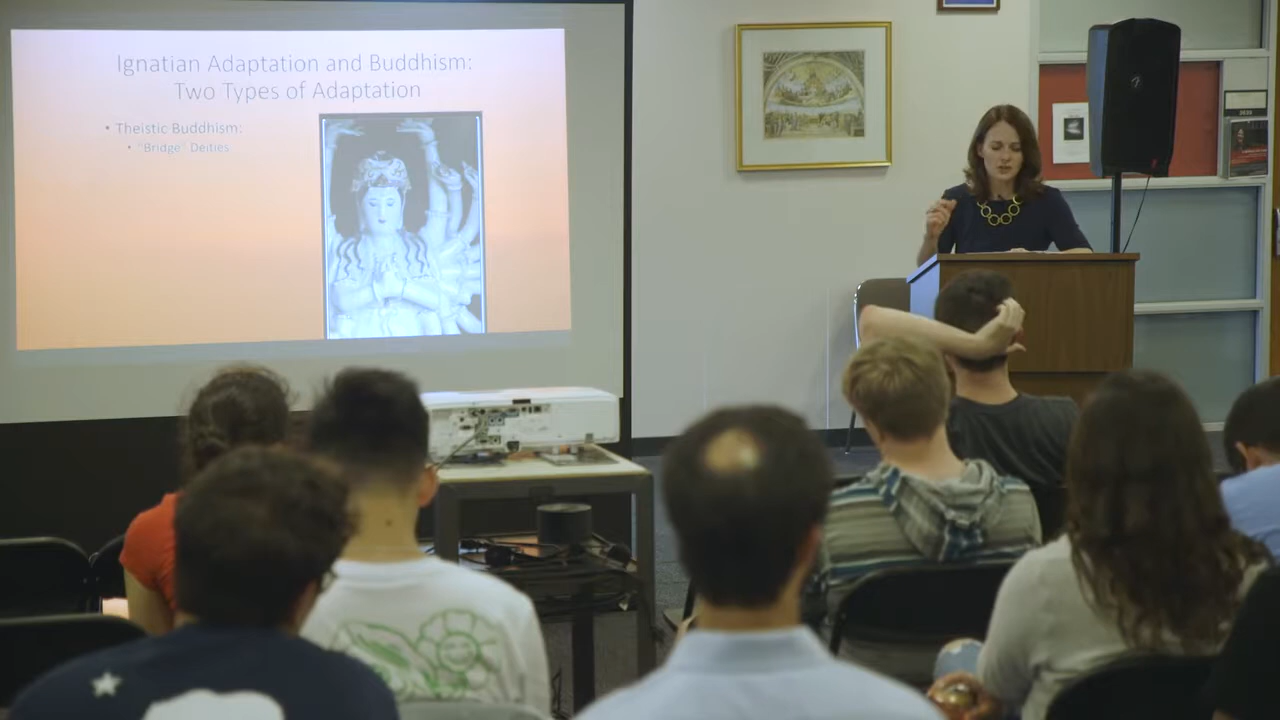 Ignatian Adaptation and Buddhism:
Two Types of Adaptation
• Theistic Buddhism:
• "Bridge" Deities